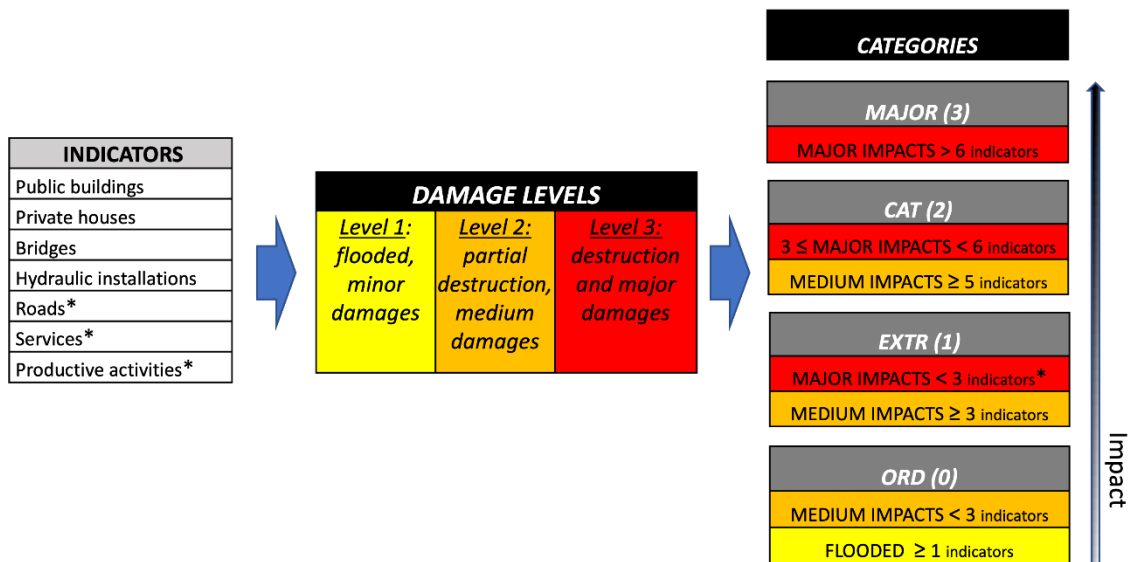 INDICATORS
Public buildings
Private houses
Bridges
Hydraulic installations
Roads*
Services*
Productive activities*
DAMAGE LEVELS
Level 1:
flooded,
minor
damages
Level 2:
partial
destruction,
medium
damages
Level 3:
destruction
and major
damages
CATEGORIES
MAJOR (3)
MAJOR IMPACTS > 6 indicators
CAT (2)
3 ≤ MAJOR IMPACTS < 6 indicators
MEDIUM IMPACTS ≥ 5 indicators
EXTR (1)
MAJOR IMPACTS < 3 indicators*
MEDIUM IMPACTS ≥ 3 indicators
ORD (0)
MEDIUM IMPACTS < 3 indicators
FLOODED ≥ 1 indicators
Impact